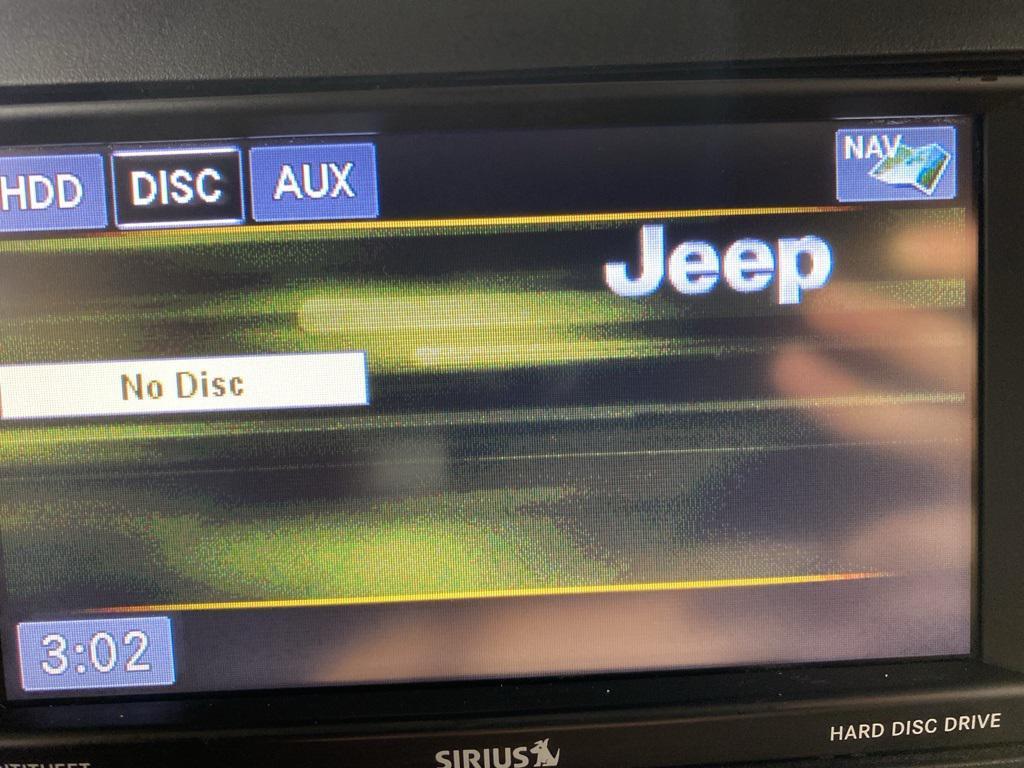 HDD DISC AUX NAV
Jeep
No Disc
3:02
HARD DISC DRIVE
SIRIUS